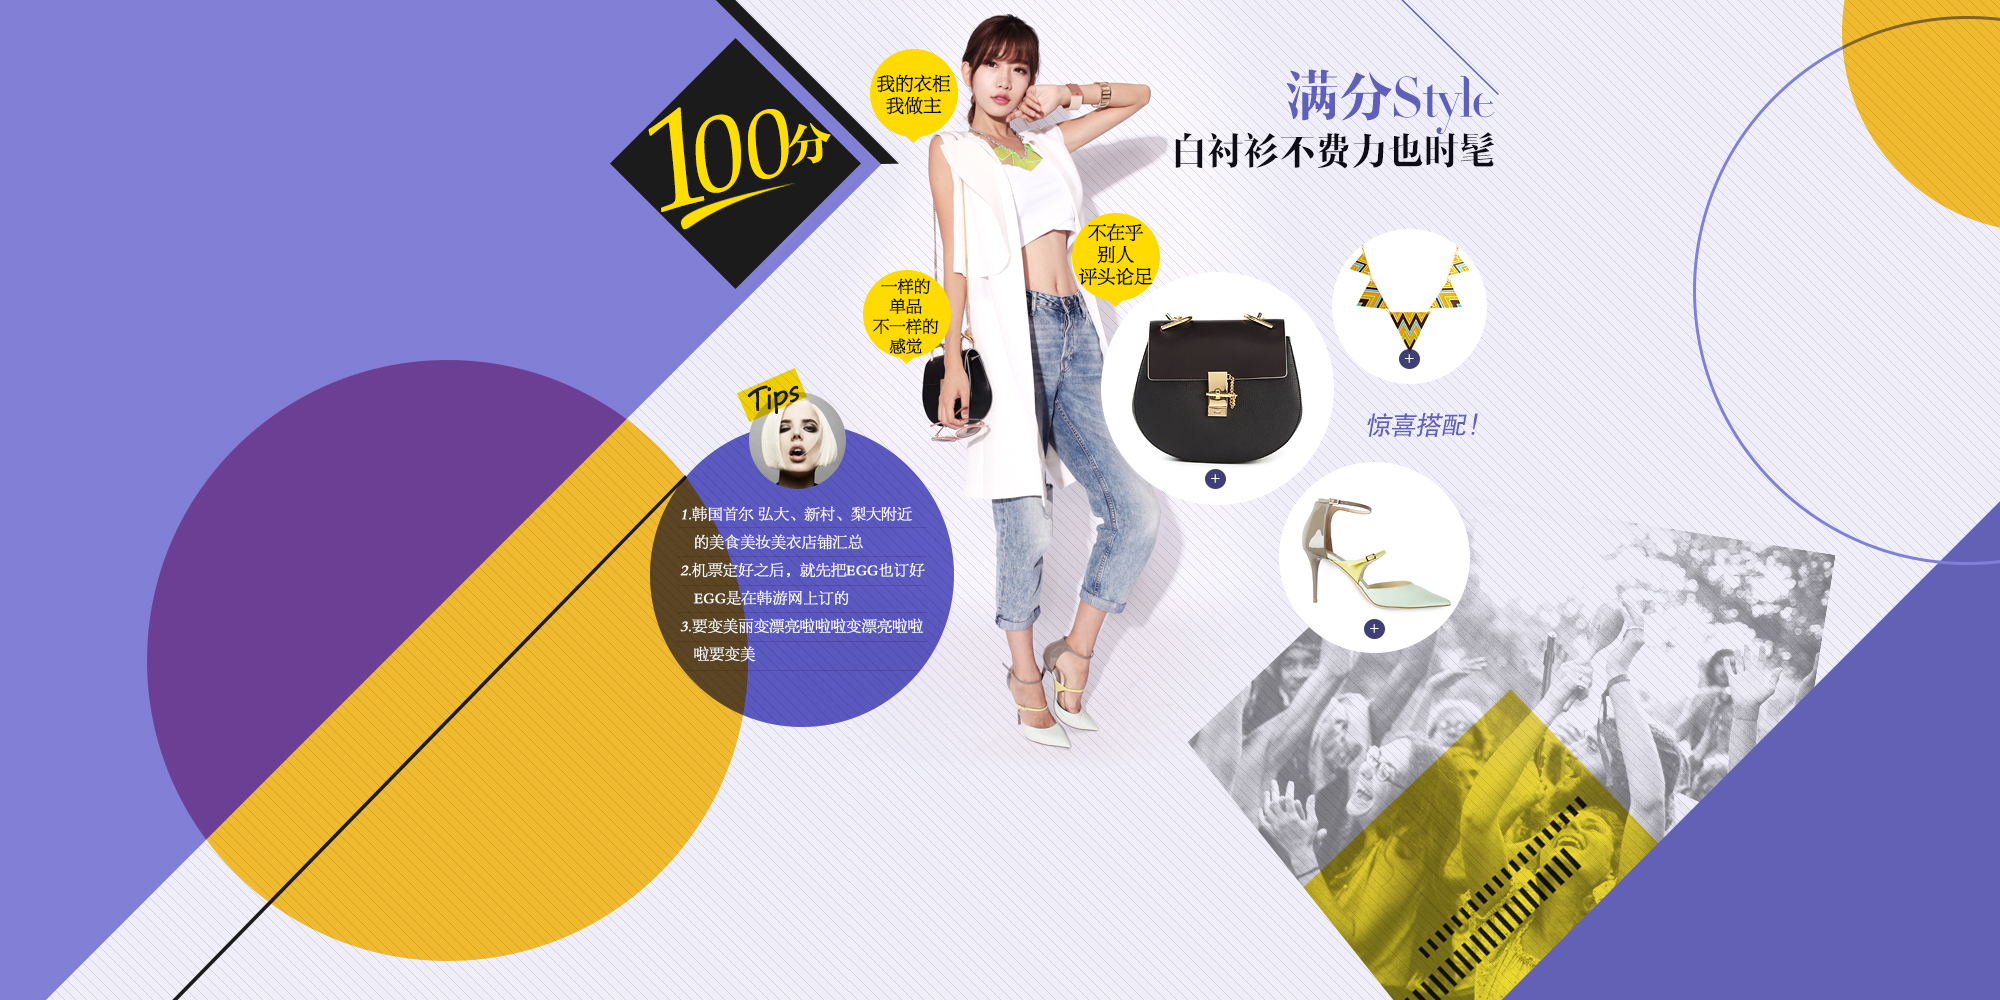 100分
我的衣柜
我做主
满分Style
白衬衫不费力也时髦
不在乎
别人
评头论足
一样的
单品
不一样的
感觉
惊喜搭配！
Tips
1.韩国首尔 弘大、新村、梨大附近
的美食美妆美衣店铺汇总
2.机票定好之后，就先把EGG也订好
EGG是在韩游网上订的
3.要变美丽变漂亮啦啦啦变漂亮啦啦
啦要变美